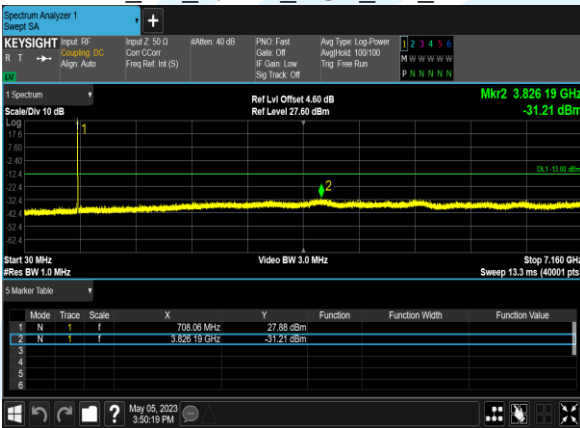 Spectrum Analyzer 1
Swept SA
KEYSIGHT Input: RF Input Z: 50 Ω #Atten: 40 dB PNO: Fast Avg Type: Log-Power 1 2 3 4 5 6
R T Coupling: DC Corr CCorr Gate: Off Avg|Hold: 100/100 M W W W W W
Align: Auto Freq Ref: Int (S) IF Gain: Low Trig: Free Run P N N N N N
Sig Track: Off
1 Spectrum Mkr2 3.826 19 GHz
Scale/Div 10 dB Ref Lvl Offset 4.60 dB -31.21 dBm
Ref Level 27.60 dBm
Log
17.6 1
7.60
-2.40
-12.4 DL1 -13.00 dBm
-22.4 2
-32.4
-42.4
-52.4
-62.4
Start 30 MHz Video BW 3.0 MHz Stop 7.160 GHz
#Res BW 1.0 MHz Sweep 13.3 ms (40001 pts
5 Marker Table
Mode Trace Scale X Y Function Function Width Function Value
1 N 1 f 708.06 MHz 27.88 dBm
2 N 1 f 3.826 19 GHz -31.21 dBm
3
4
5
6
May 05, 2023
3:50:19 PM